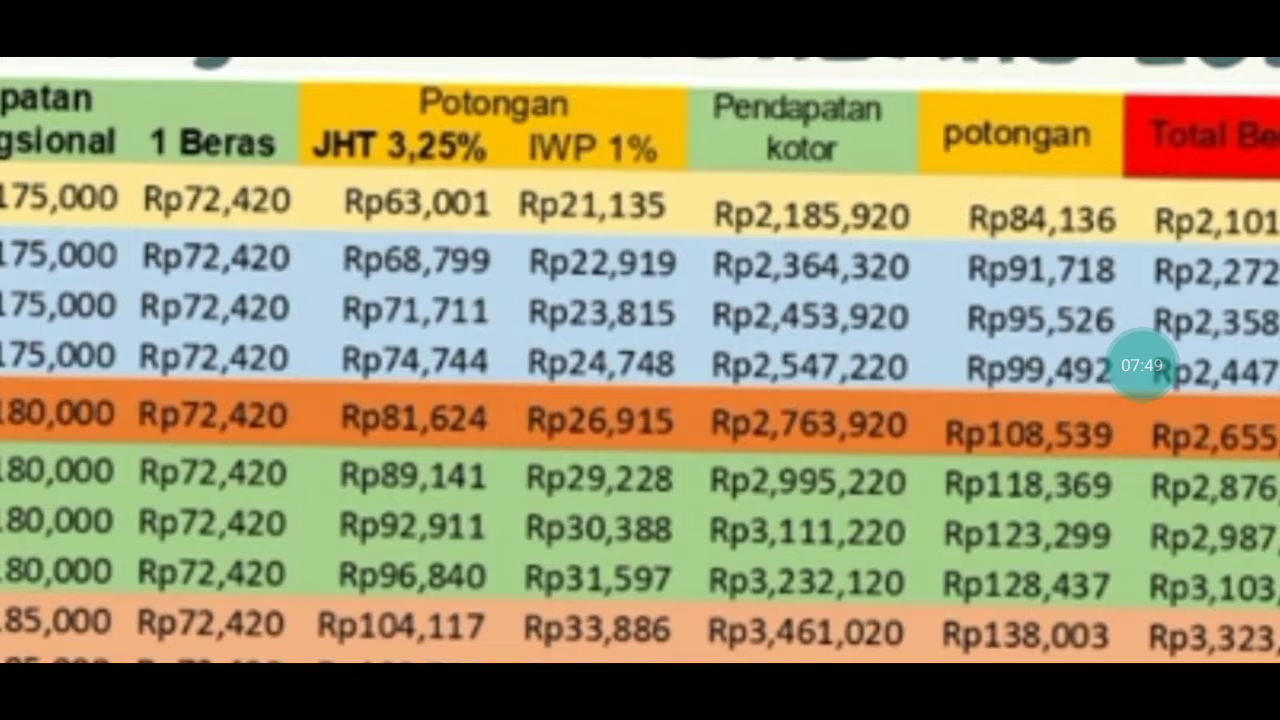 patan Potongan Pendapatan
gsional 1 Beras JHT 3,25% IWP 1% kotor potongan Total Be
175,000 Rp72,420 Rp63,001 Rp21,135 Rp2,185,920 Rp84,136 Rp2,101
175,000 Rp72,420 Rp68,799 Rp22,919 Rp2,364,320 Rp91,718 Rp2,272
175,000 Rp72,420 Rp71,711 Rp23,815 Rp2,453,920 Rp95,526 Rp2,358
175,000 Rp72,420 Rp74,744 Rp24,748 Rp2,547,220 Rp99,492 Rp2,447
07:49
180,000 Rp72,420 Rp81,624 Rp26,915 Rp2,763,920 Rp108,539 Rp2,655,
180,000 Rp72,420 Rp89,141 Rp29,228 Rp2,995,220 Rp118,369 Rp2,876
180,000 Rp72,420 Rp92,911 Rp30,388 Rp3,111,220 Rp123,299 Rp2,987,
180,000 Rp72,420 Rp96,840 Rp31,597 Rp3,232,120 Rp128,437 Rp3,103,
185,000 Rp72,420 Rp104,117 Rp33,886 Rp3,461,020 Rp138,003 Rp3,323,